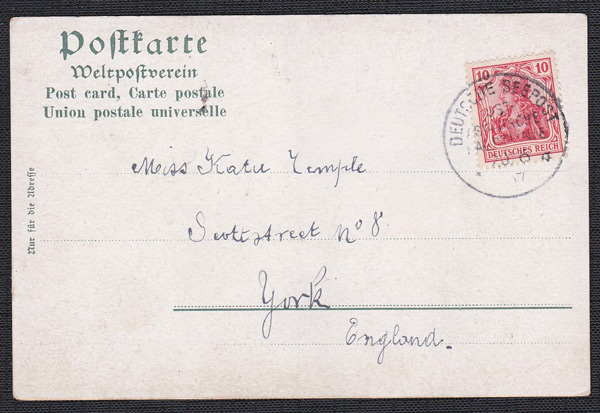 Postkarte
Weltpostverein
Post card, Carte postale
Union postale universelle
Nur für die Adresse
10 10
DEUTSCHES REICH
DEUTSCHE SEEPOST
Miss Katie Temple
Scottstreet No 8
York
England.